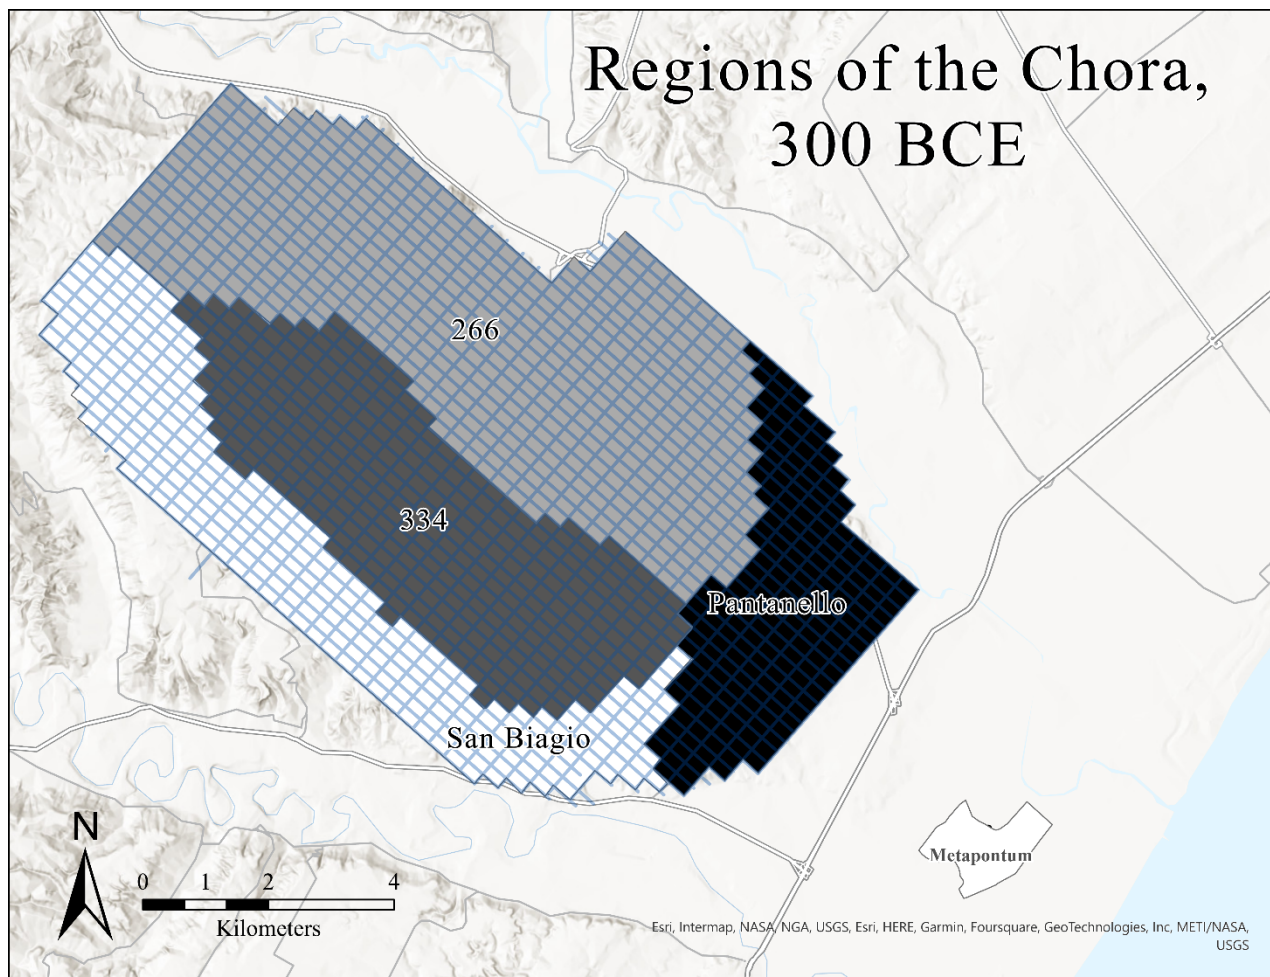 Regions of the Chora,
300 BCE
266
334
Pantanello
San Biagio
Metapontum
N
0 1 2 4
Kilometers
Esri, Intermap, NASA, NGA, USGS, Esri, HERE, Garmin, Foursquare, GeoTechnologies, Inc, METI/NASA,
USGS